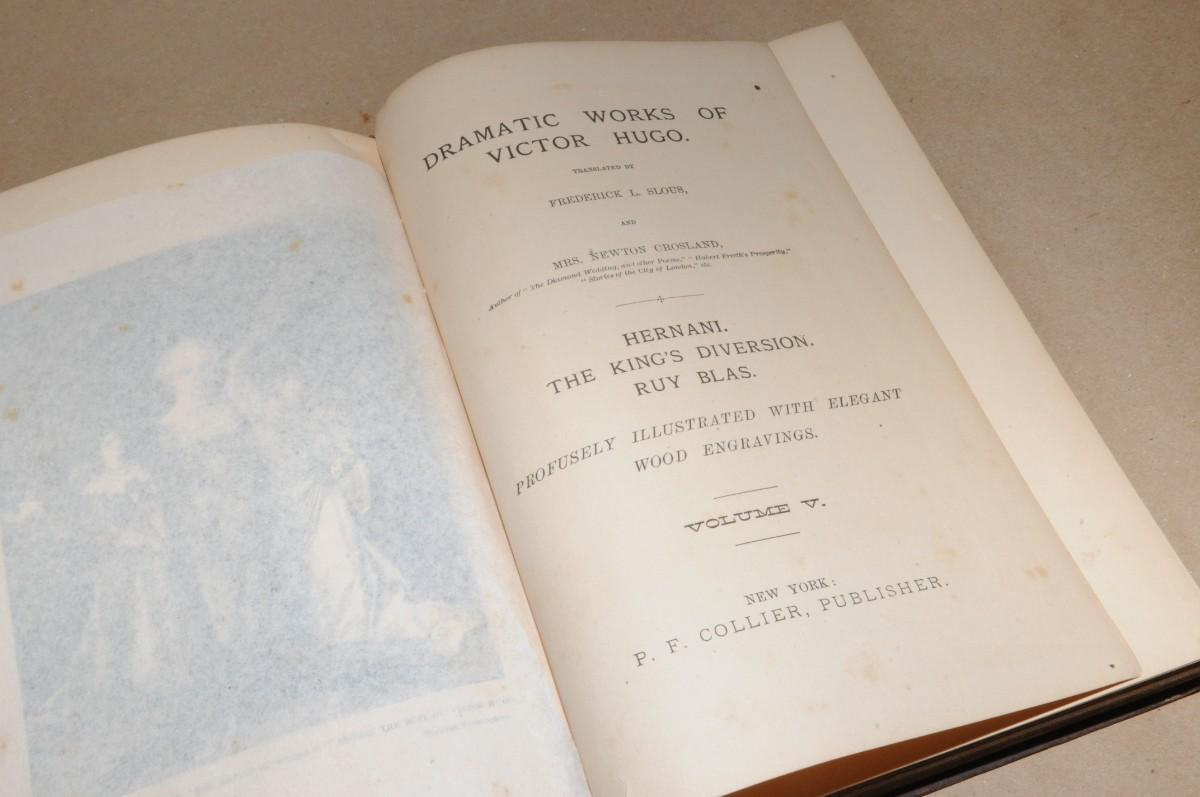 DRAMATIC WORKS OF
VICTOR HUGO.
TRANSLATED BY
FREDERICK L. SLOUS,
AND
MRS. NEWTON CROSLAND,
Author of "The Diamond Wedding, and other Poems," "Hubert Freeth's Prosperity,"
"Stories of the City of London," etc.
HERNANI.
THE KING'S DIVERSION.
RUY BLAS.
PROFUSELY ILLUSTRATED WITH ELEGANT
WOOD ENGRAVINGS.
VOLUME V.
NEW YORK:
P. F. COLLIER, PUBLISHER.